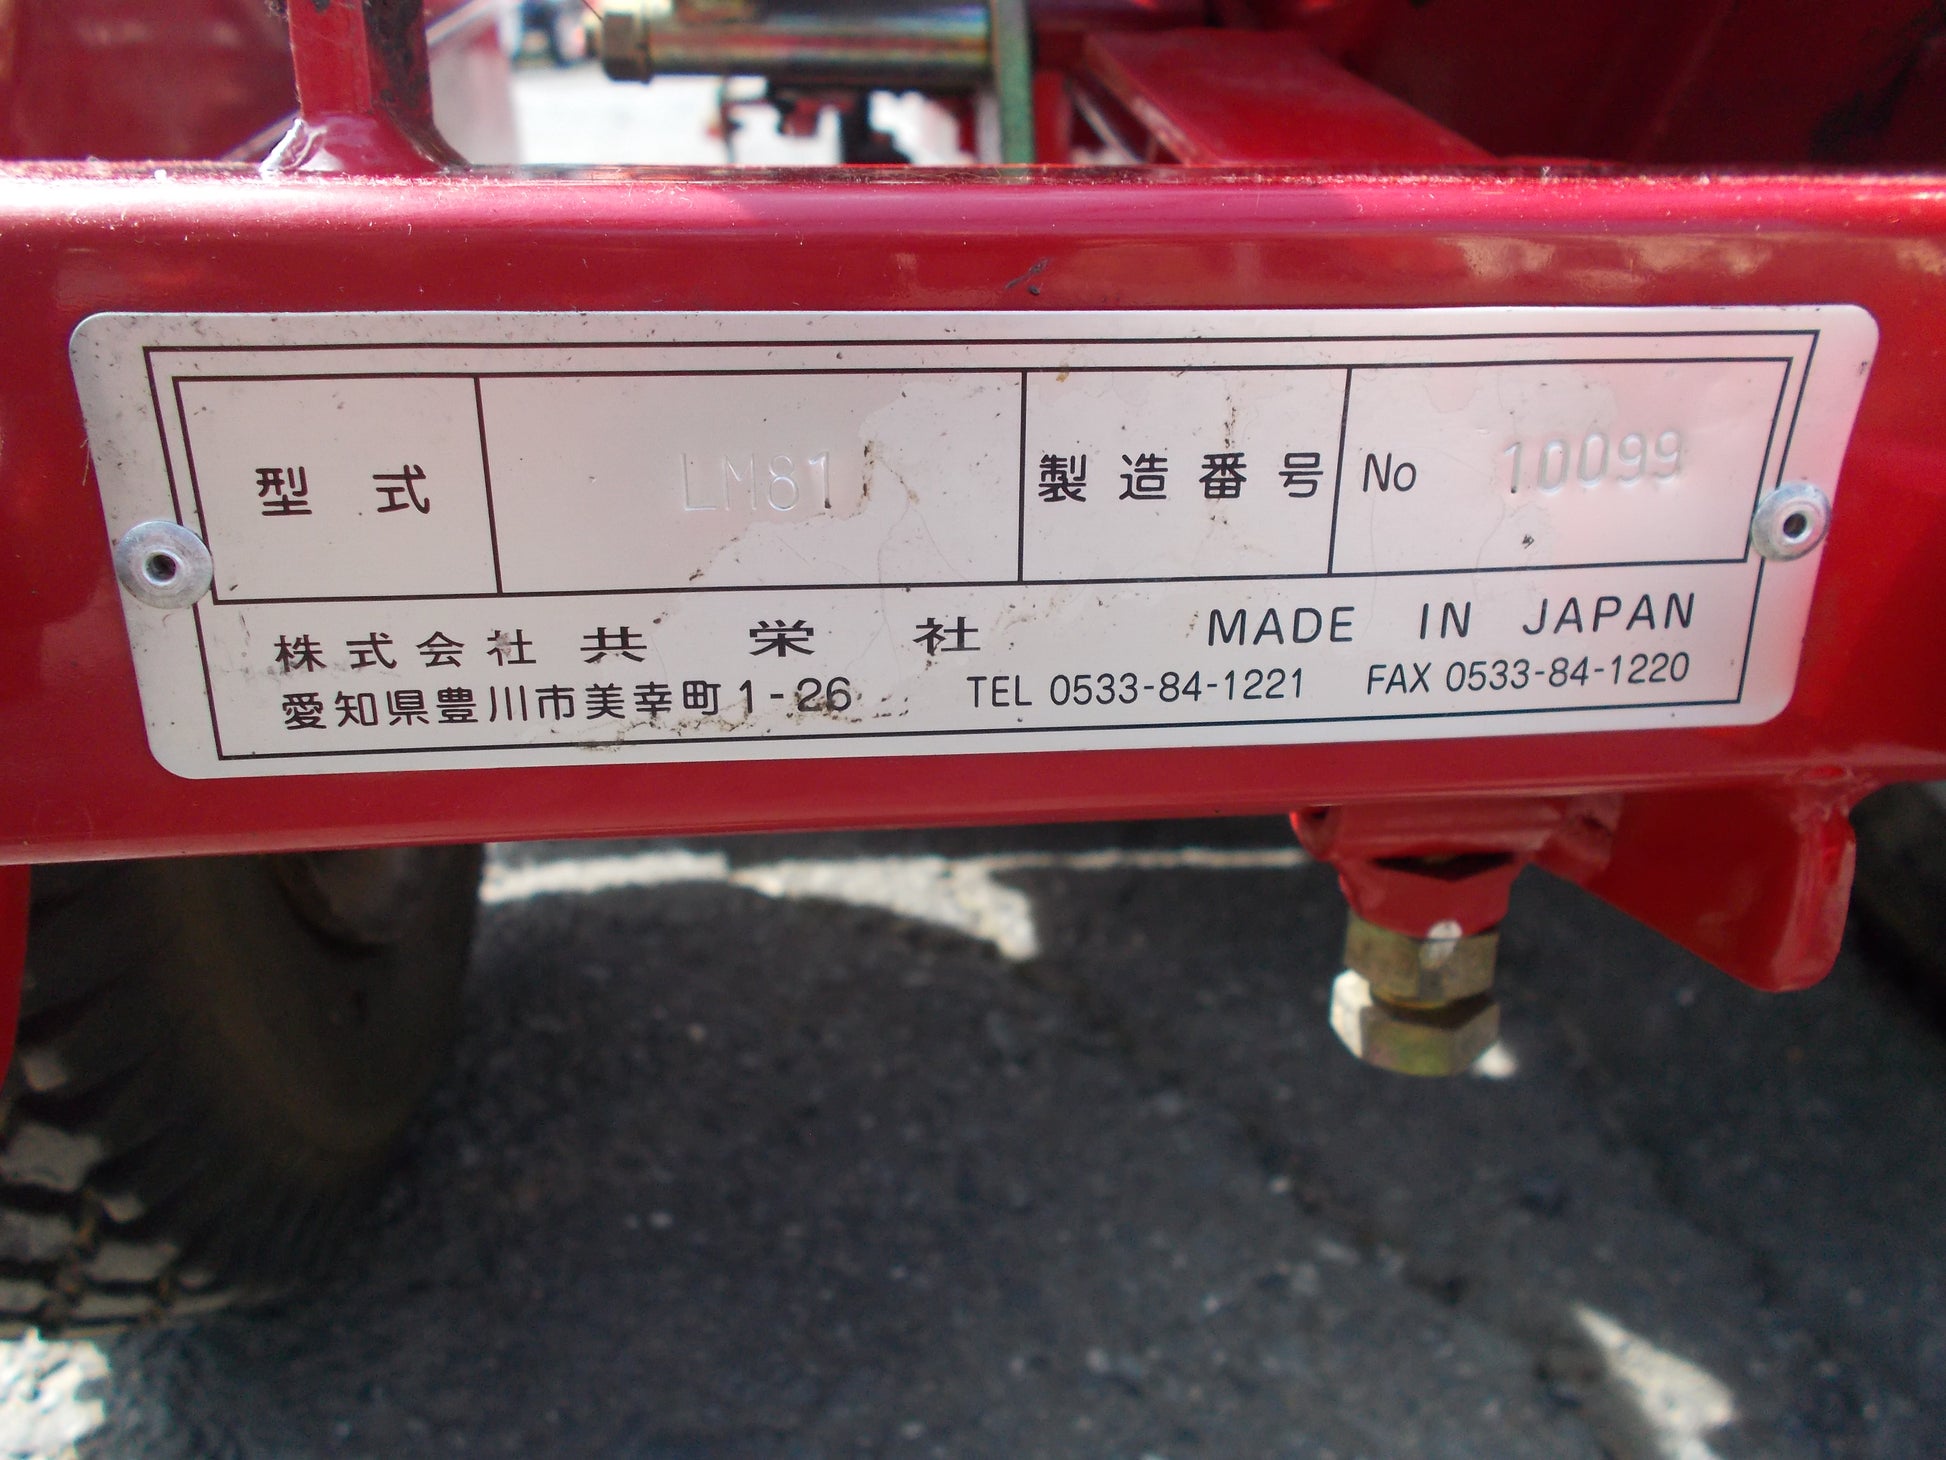 型式 LM81 製造番号 No 10099
株式会社 共栄社 MADE IN JAPAN
愛知県豊川市美幸町1-26 TEL 0533-84-1221 FAX 0533-84-1220